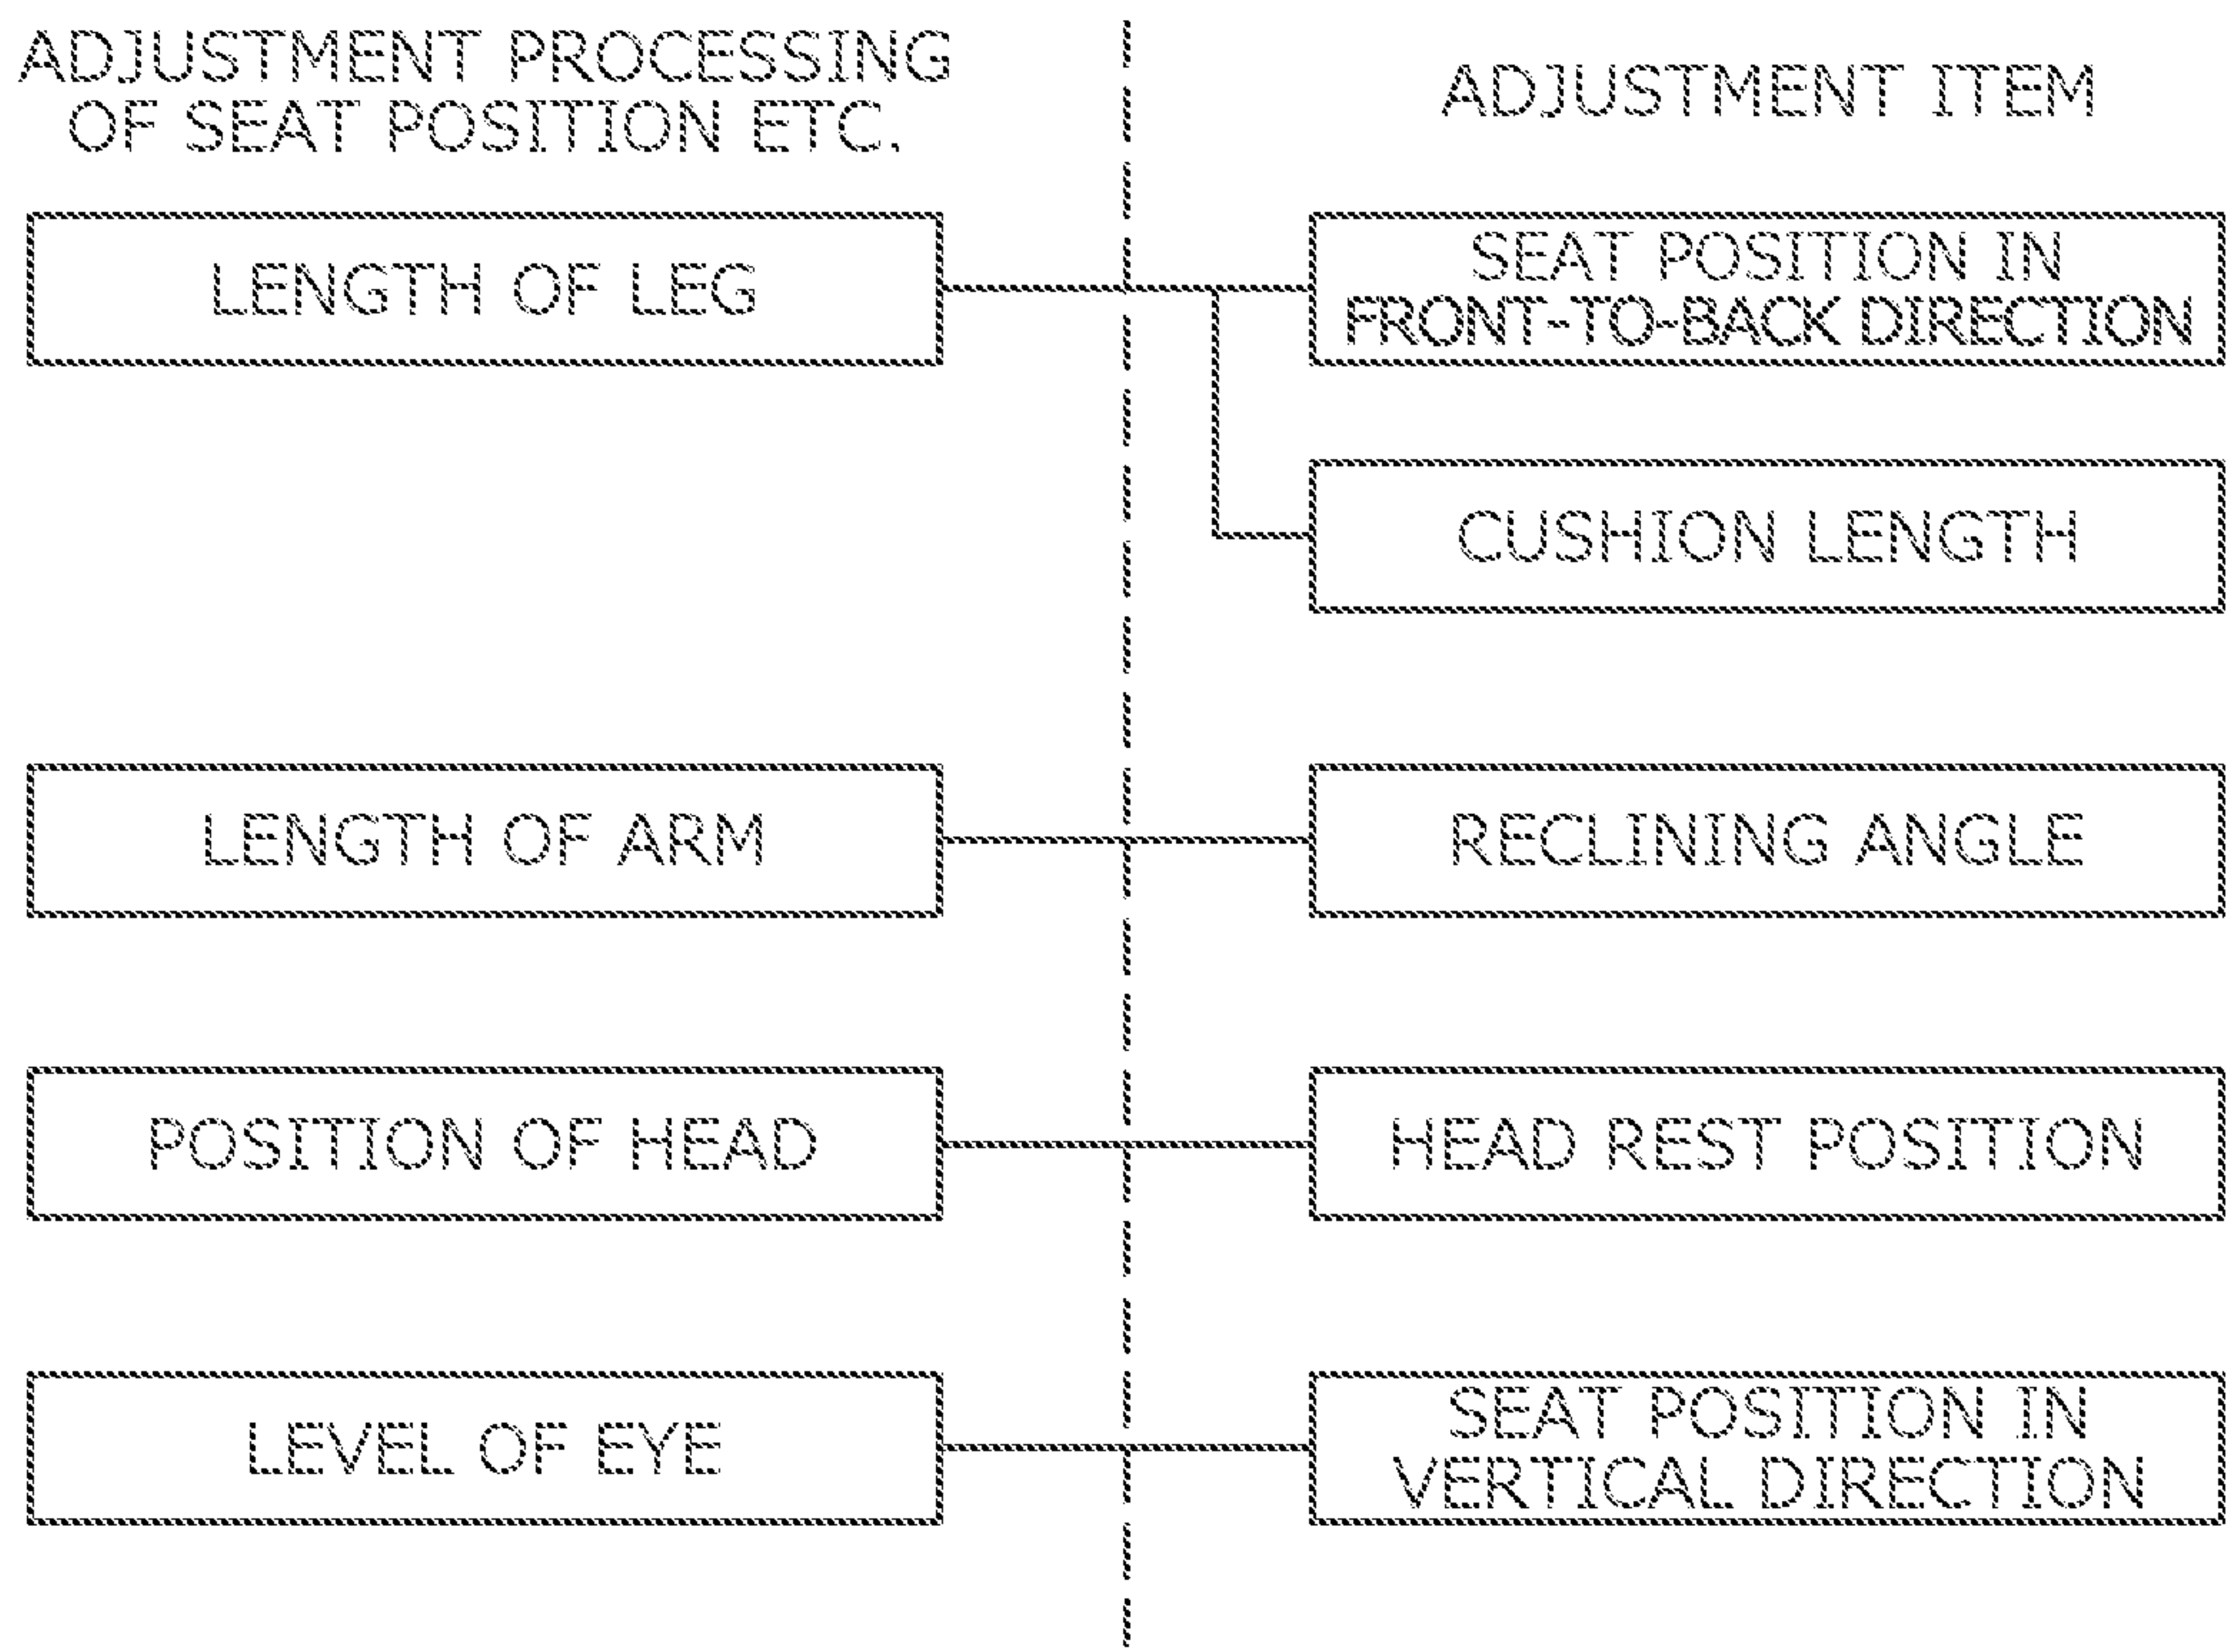 ADJUSTMENT PROCESSING
OF SEAT POSITION ETC.
ADJUSTMENT ITEM
LENGTH OF LEG
SEAT POSITION IN
FRONT-TO-BACK DIRECTION
CUSHION LENGTH
LENGTH OF ARM
RECLINING ANGLE
POSITION OF HEAD
HEAD REST POSITION
LEVEL OF EYE
SEAT POSITION IN
VERTICAL DIRECTION